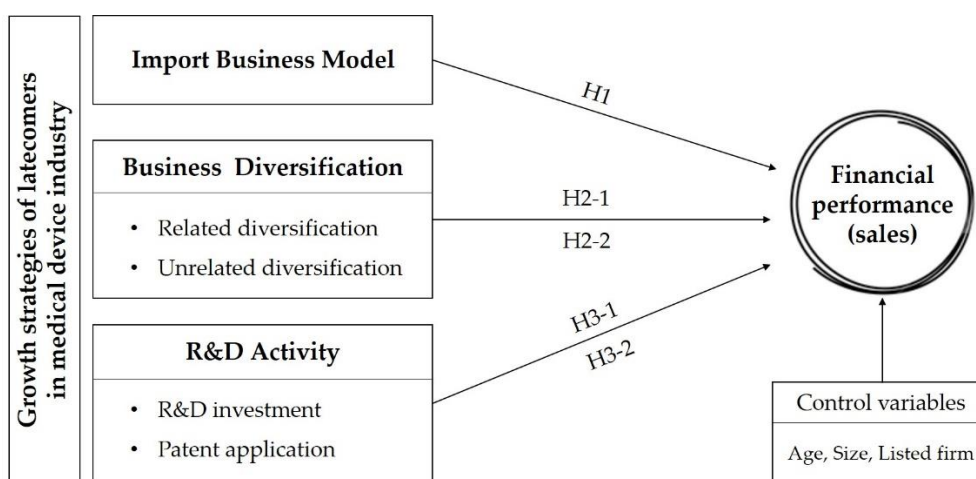 Growth strategies of latecomers
in medical device industry
Import Business Model
Business Diversification
• Related diversification
• Unrelated diversification
R&D Activity
• R&D investment
• Patent application
H1
H2-1
H2-2
H3-1
H3-2
Financial
performance
(sales)
Control variables
Age, Size, Listed firm